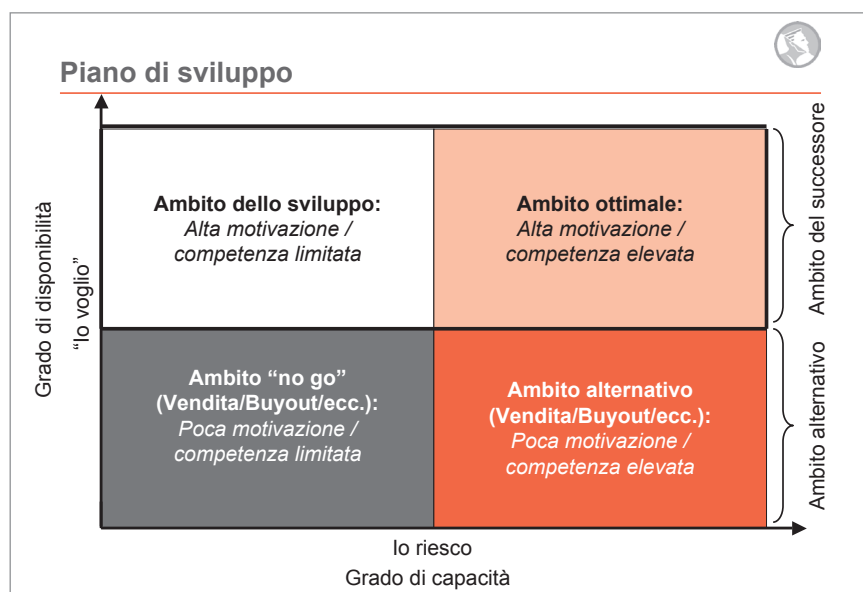 Piano di sviluppo
Grado di disponibilità
“Io voglio”
Ambito dello sviluppo:
Alta motivazione /
competenza limitata
Ambito ottimale:
Alta motivazione /
competenza elevata
Ambito del successore
Ambito “no go”
(Vendita/Buyout/ecc.):
Poca motivazione /
competenza limitata
Ambito alternativo
(Vendita/Buyout/ecc.):
Poca motivazione /
competenza elevata
Ambito alternativo
Io riesco
Grado di capacità